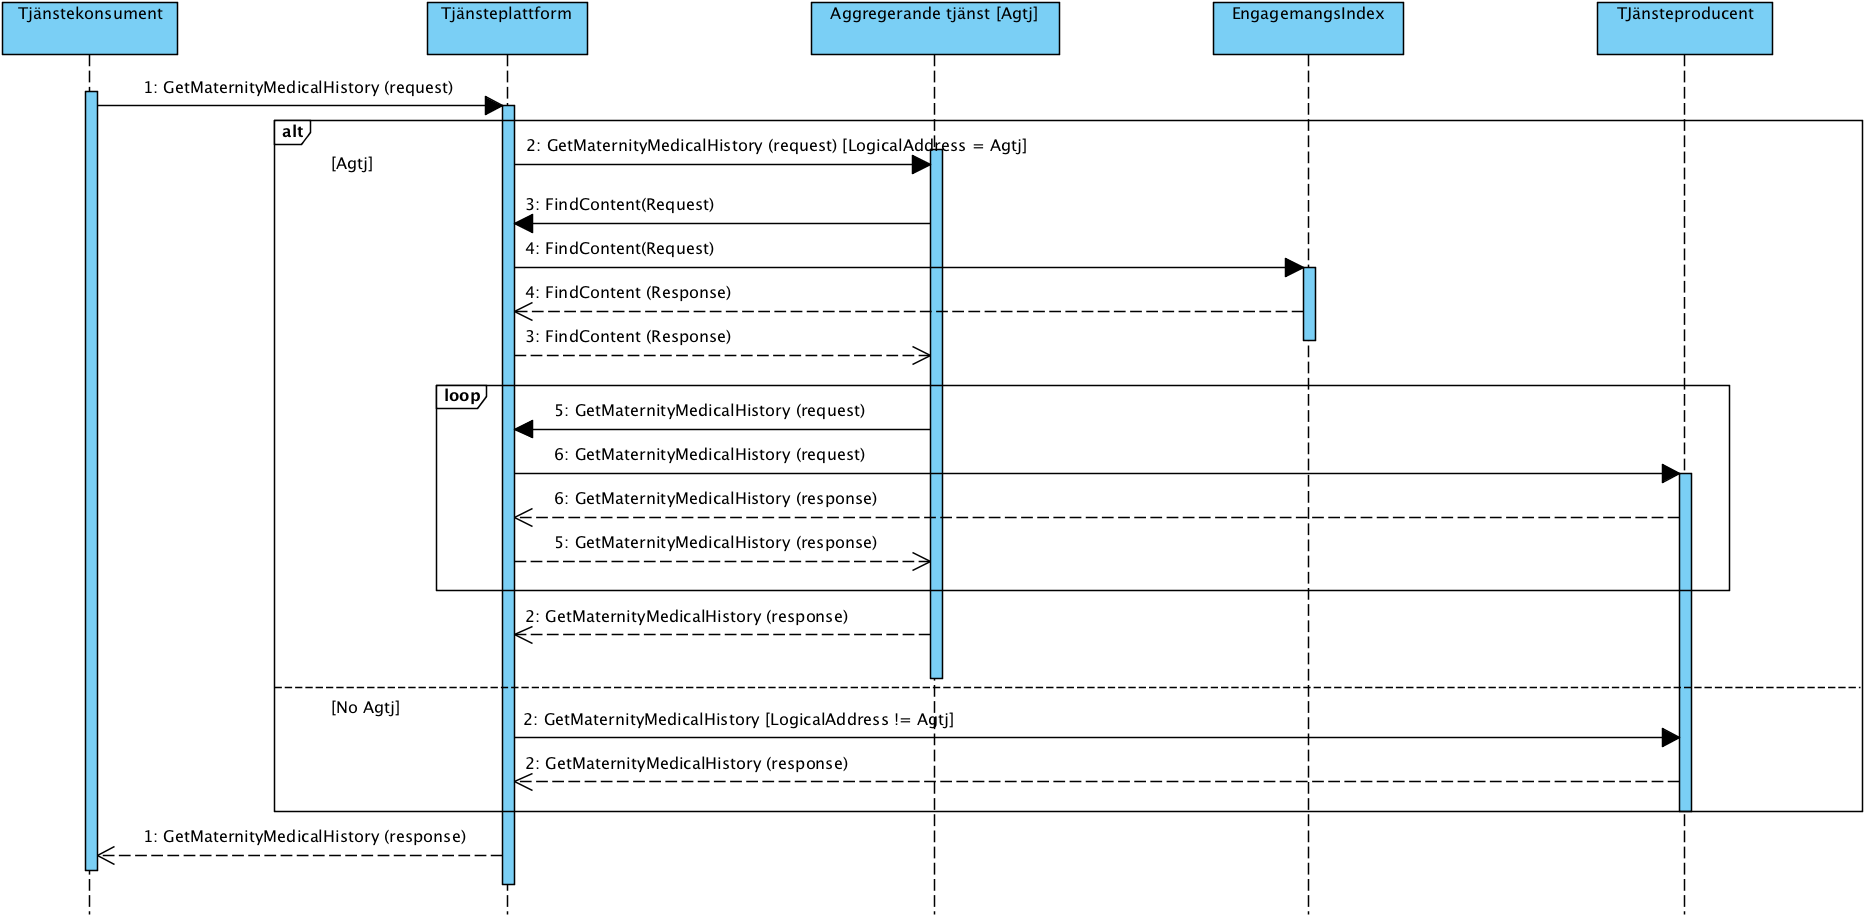 Tjänstekonsument
Tjänsteplattform
Aggregerande tjänst [Agtj]
EngagemangsIndex
TJänsteproducent
1: GetMaternityMedicalHistory (request)
alt
[Agtj]
2: GetMaternityMedicalHistory (request) [LogicalAddress = Agtj]
3: FindContent(Request)
4: FindContent(Request)
4: FindContent (Response)
3: FindContent (Response)
loop
5: GetMaternityMedicalHistory (request)
6: GetMaternityMedicalHistory (request)
6: GetMaternityMedicalHistory (response)
5: GetMaternityMedicalHistory (response)
2: GetMaternityMedicalHistory (response)
[No Agtj]
2: GetMaternityMedicalHistory [LogicalAddress != Agtj]
2: GetMaternityMedicalHistory (response)
1: GetMaternityMedicalHistory (response)